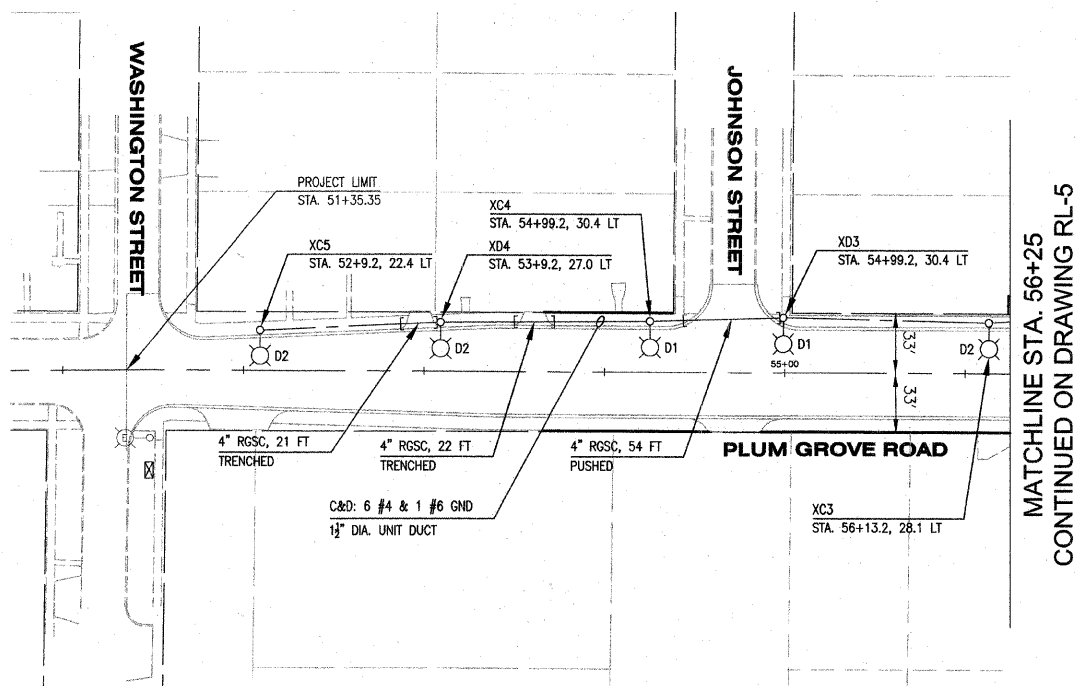 WASHINGTON STREET
JOHNSON STREET
PROJECT LIMIT
STA. 51+35.35
XC4
STA. 54+99.2, 30.4 LT
XC5
STA. 52+9.2, 22.4 LT
XD4
STA. 53+9.2, 27.0 LT
XD3
STA. 54+99.2, 30.4 LT
D2
D2
D1
D1
D2
55+00
33'
33'
4" RGSC, 21 FT
TRENCHED
4" RGSC, 22 FT
TRENCHED
4" RGSC, 54 FT
PUSHED
PLUM GROVE ROAD
C&D: 6 #4 & 1 #6 GND
1½" DIA. UNIT DUCT
XC3
STA. 56+13.2, 28.1 LT
MATCHLINE STA. 56+25
CONTINUED ON DRAWING RL-5